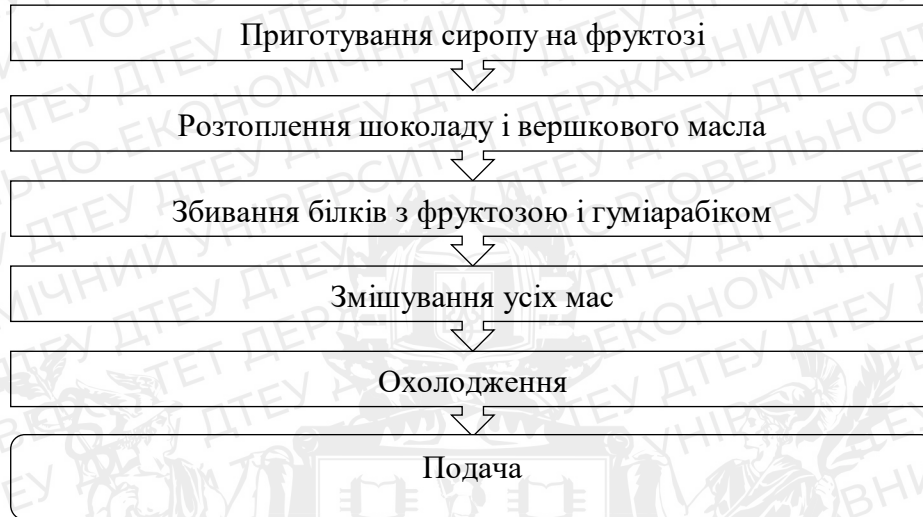 Приготування сиропу на фруктозі
Розтоплення шоколаду і вершкового масла
Збивання білків з фруктозою і гуміарабіком
Змішування усіх мас
Охолодження
Подача